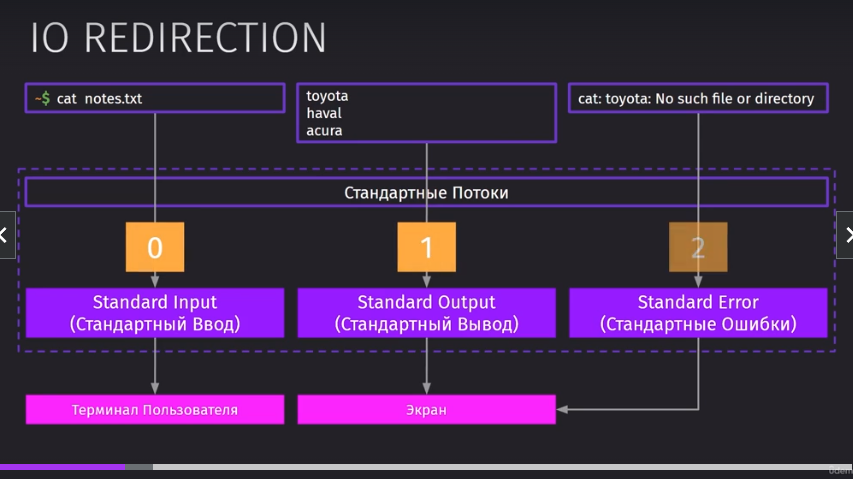 IO REDIRECTION
~$ cat notes.txt
toyota
haval
acura
cat: toyota: No such file or directory
Стандартные Потоки
0
1
2
Standard Input
(Стандартный Ввод)
Standard Output
(Стандартный Вывод)
Standard Error
(Стандартные Ошибки)
Терминал Пользователя
Экран